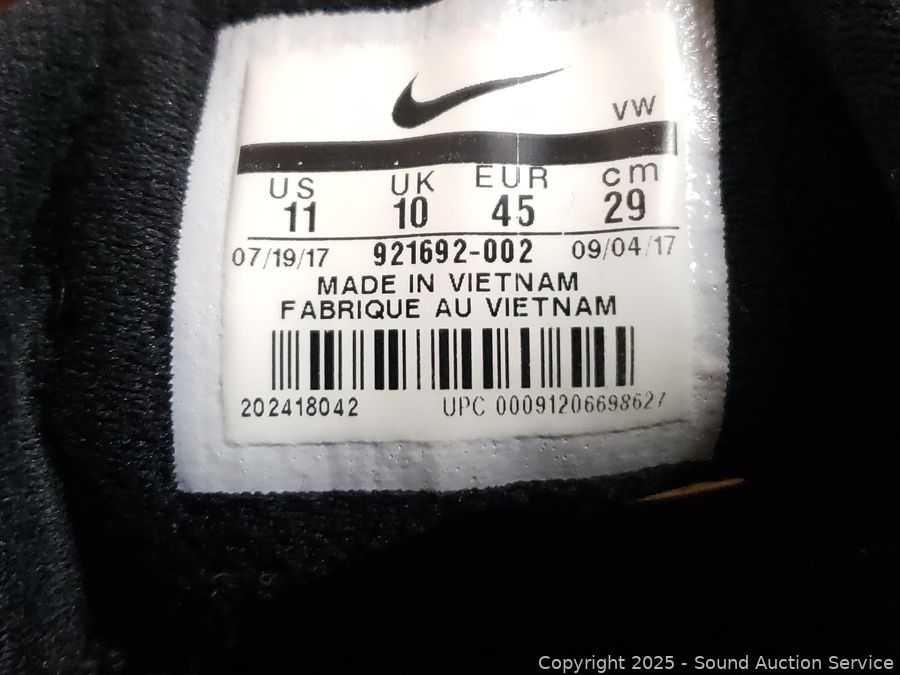 VW
US UK EUR cm
11 10 45 29
07/19/17 921692-002 09/04/17
MADE IN VIETNAM
FABRIQUE AU VIETNAM
202418042 UPC 00091206698627
Copyright 2025 - Sound Auction Service